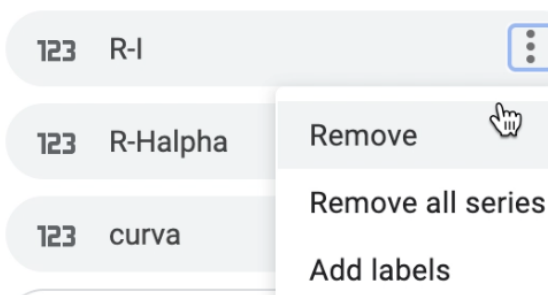 123 R-I
123 R-Halpha
Remove
Remove all series
123 curva
Add labels